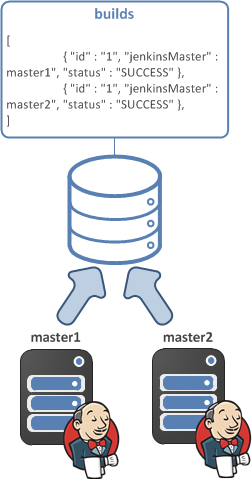 builds
[
{ "id" : "1", "jenkinsMaster" :
master1", "status" : "SUCCESS" },
{ "id" : "1", "jenkinsMaster" :
master2", "status" : "SUCCESS" },
]
master1
master2